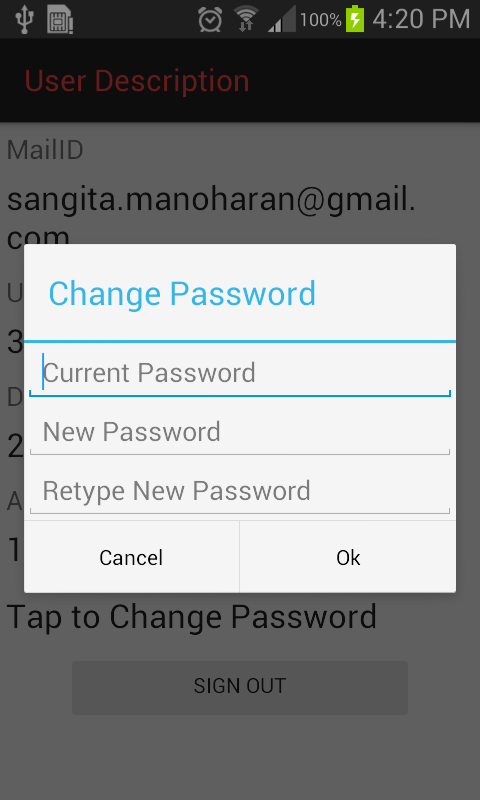 100% 4:20 PM
User Description
MailID
sangita.manoharan@gmail.
com
U
Change Password
3
Current Password
D
New Password
2
Retype New Password
A
1
Cancel Ok
Tap to Change Password
SIGN OUT